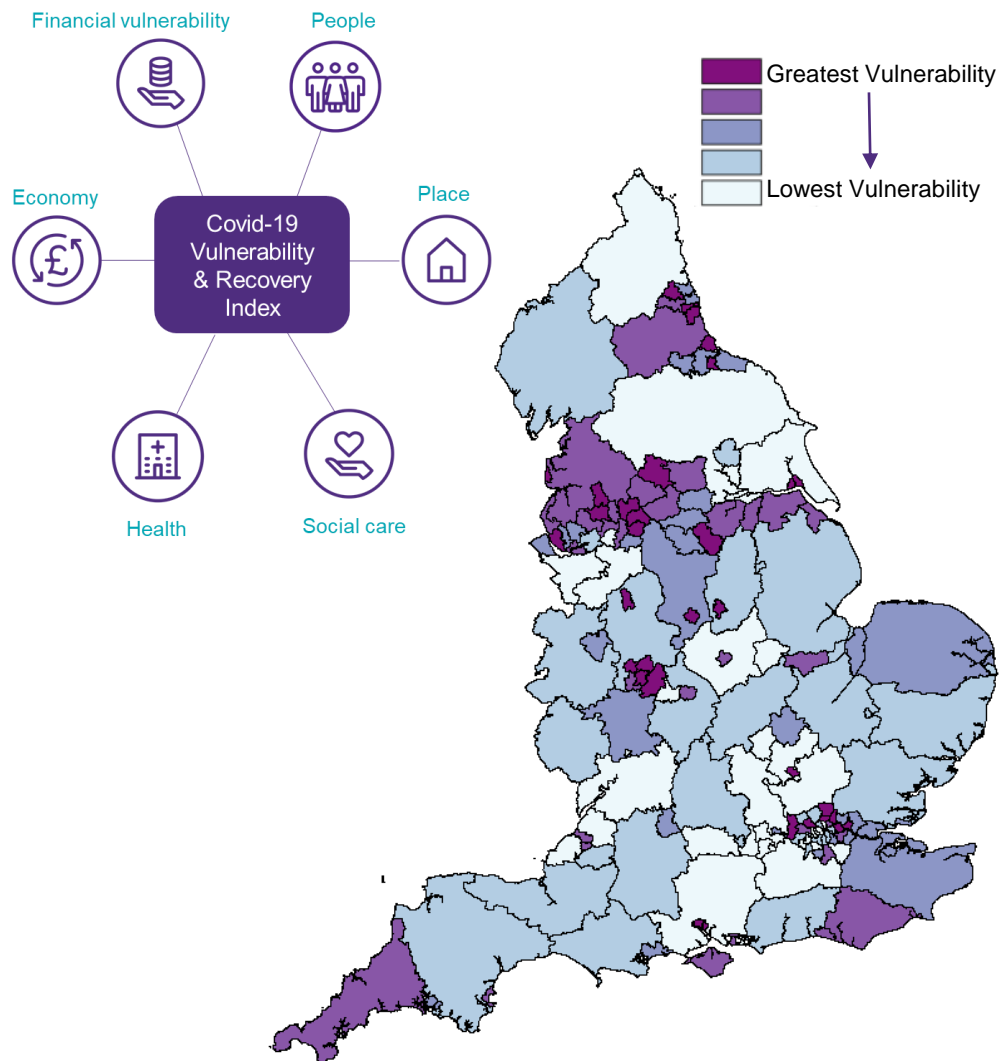 Financial vulnerability
People
Greatest Vulnerability
Lowest Vulnerability
Economy
£
Place
Covid-19
Vulnerability
& Recovery
Index
Health
Social care